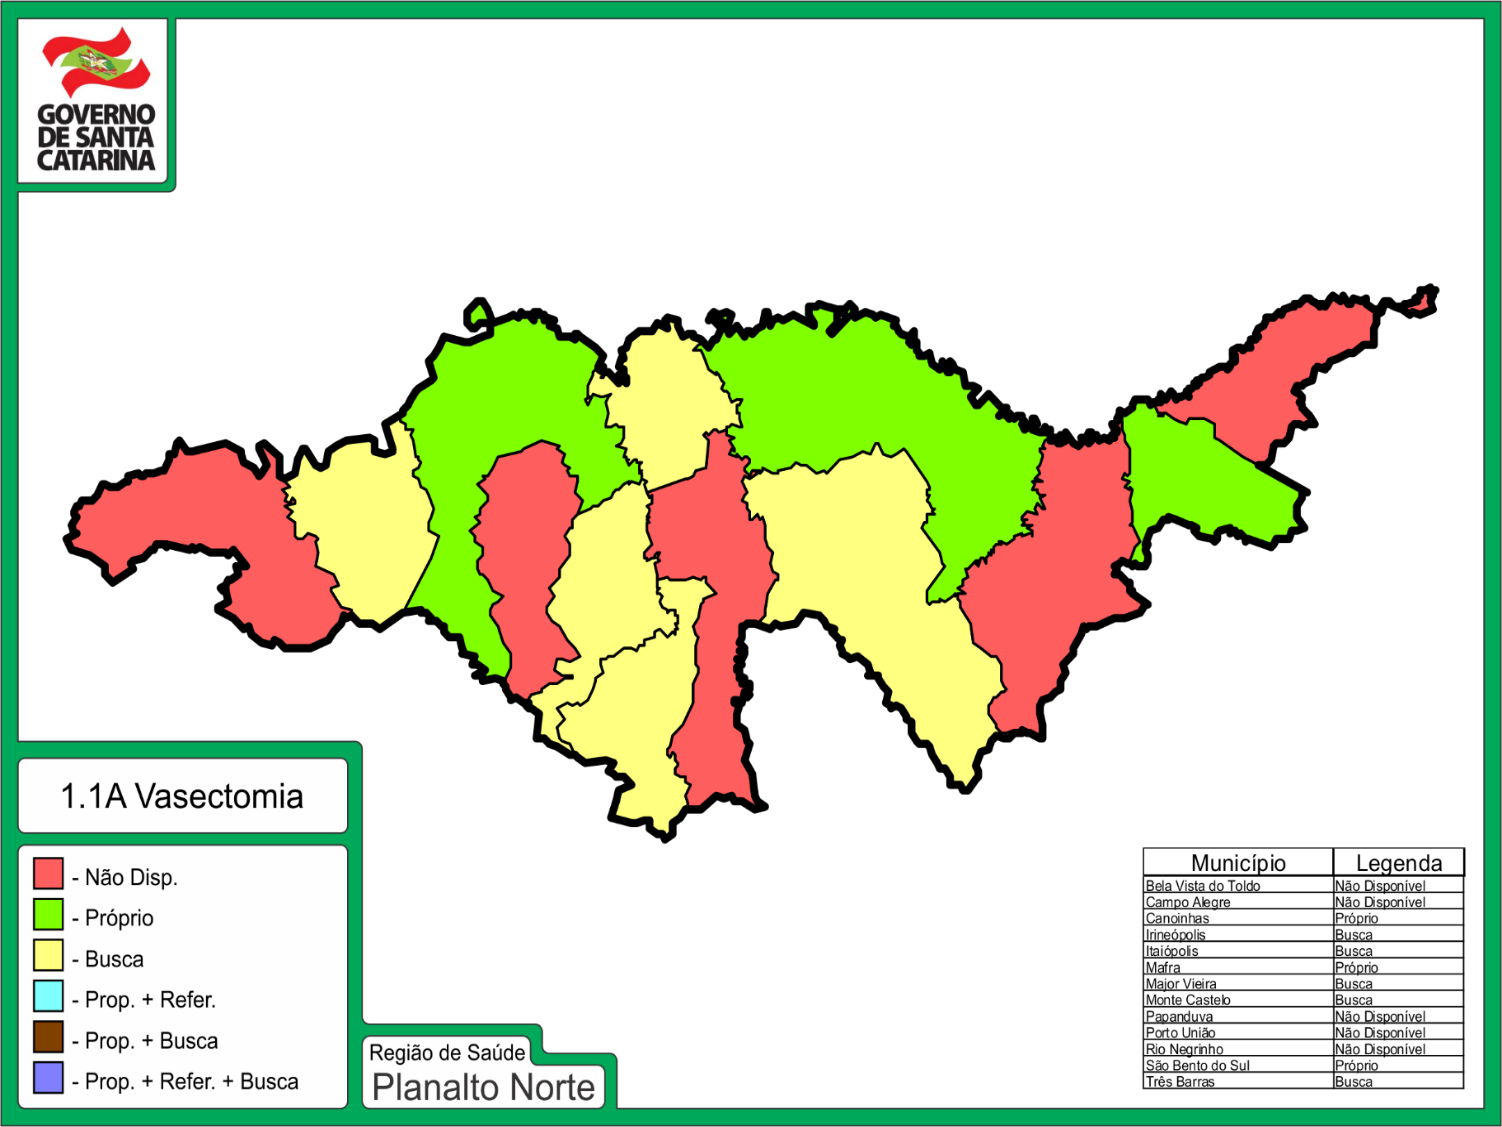 GOVERNO
DE SANTA
CATARINA
1.1A Vasectomia
- Não Disp.
- Próprio
- Busca
- Prop. + Refer.
- Prop. + Busca
- Prop. + Refer. + Busca
Região de Saúde
Planalto Norte
Município Legenda
Bela Vista do Toldo Não Disponível
Campo Alegre Não Disponível
Canoinhas Próprio
Irineópolis Busca
Itaiópolis Busca
Mafra Próprio
Major Vieira Busca
Monte Castelo Busca
Papanduva Não Disponível
Porto União Não Disponível
Rio Negrinho Não Disponível
São Bento do Sul Próprio
Três Barras Busca